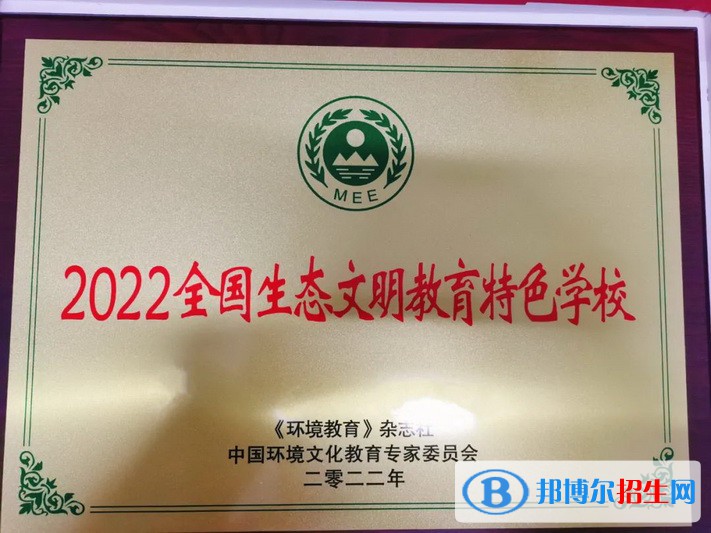 MEE
2022全国生态文明教育特色学校
《环境教育》杂志社
中国环境文化教育专家委员会
二零二二年
B 邦博尔招生网